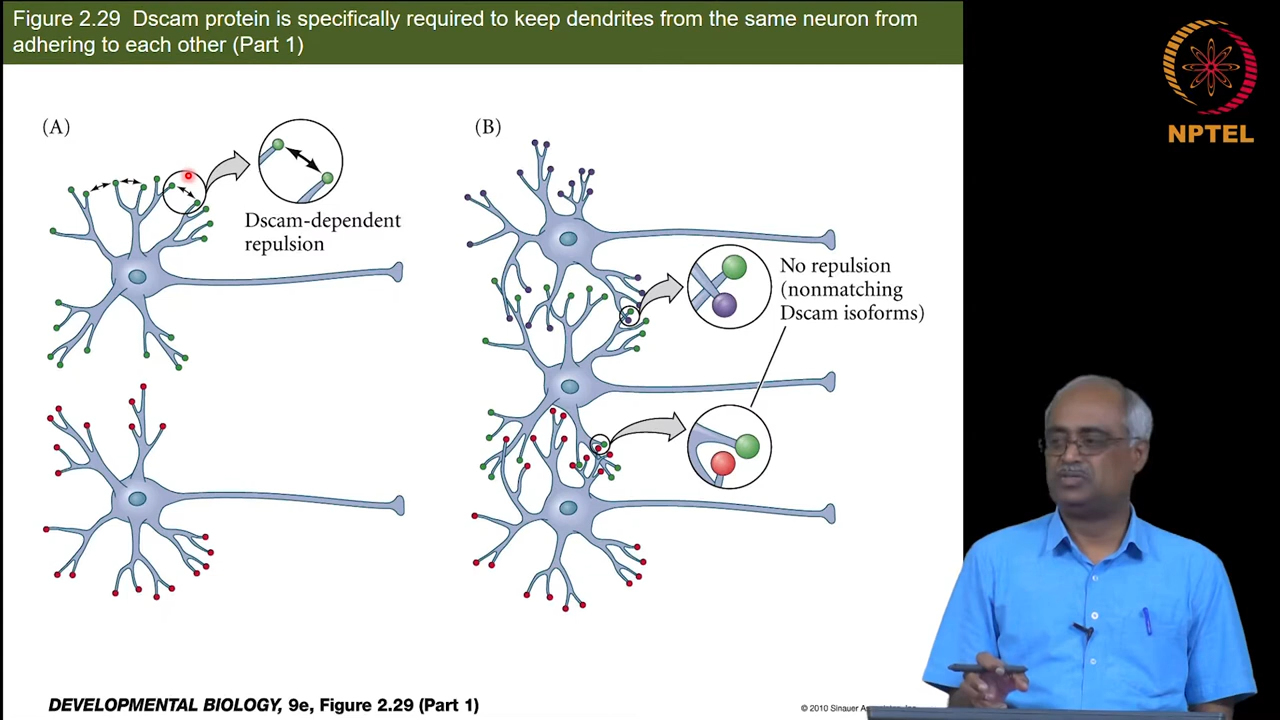 Figure 2.29 Dscam protein is specifically required to keep dendrites from the same neuron from
adhering to each other (Part 1)
NPTEL
(A)
(B)
Dscam-dependent
repulsion
No repulsion
(nonmatching
Dscam isoforms)
DEVELOPMENTAL BIOLOGY, 9e, Figure 2.29 (Part 1)
© 2010 Sinauer